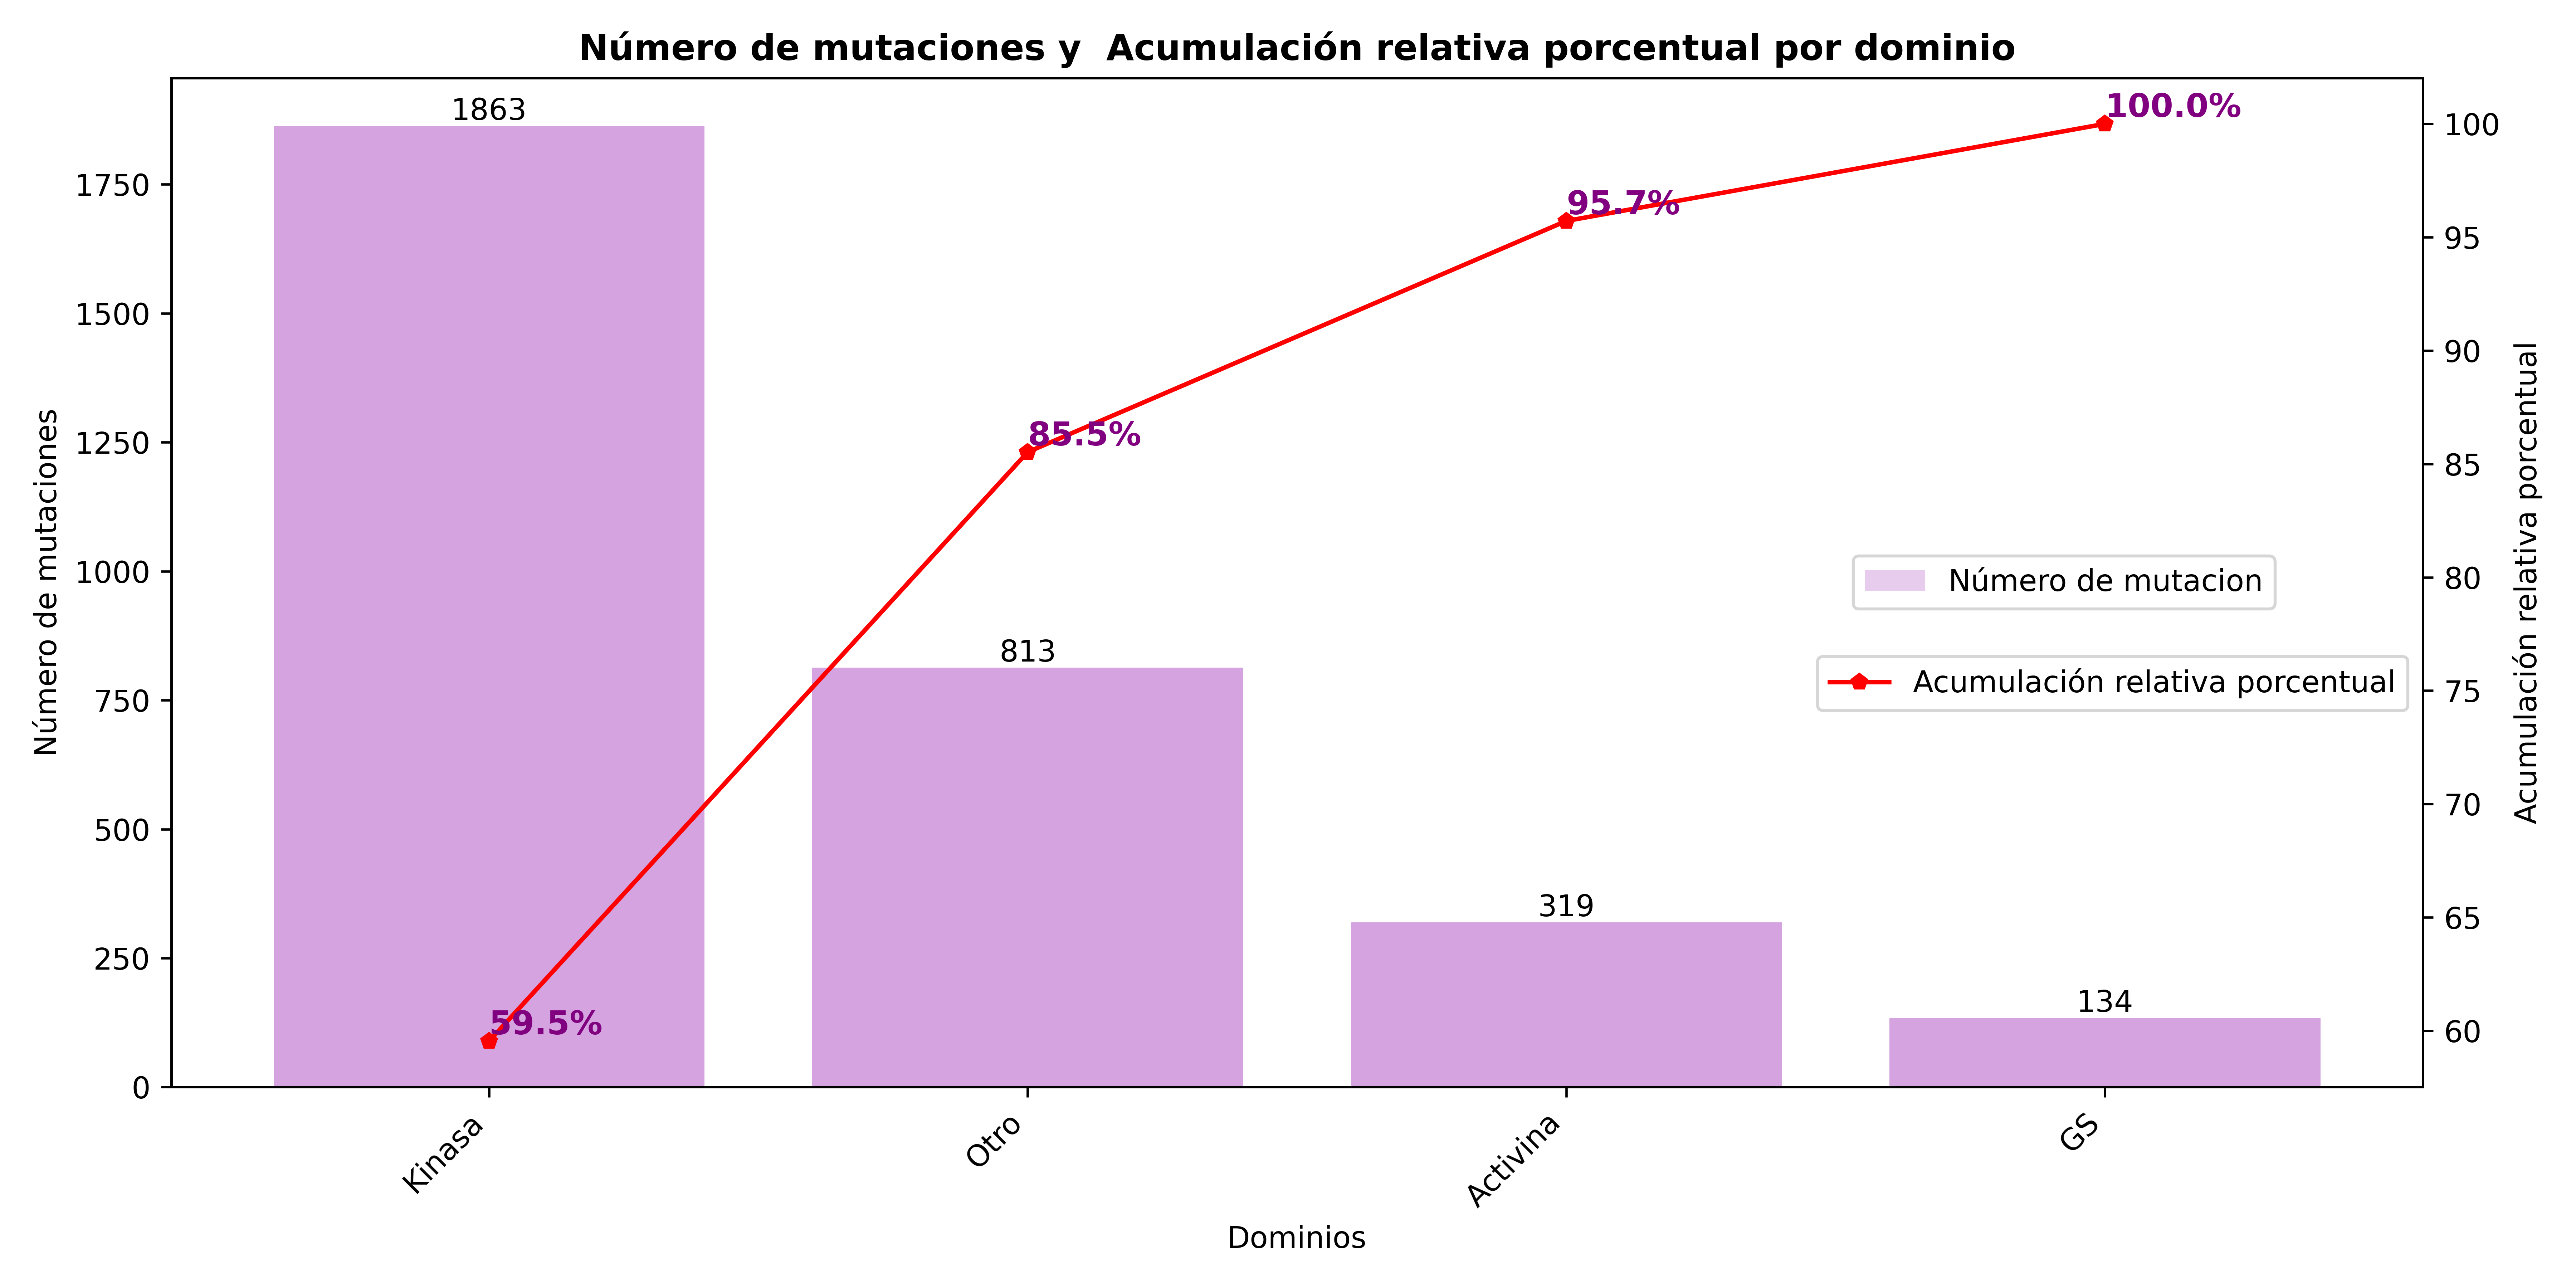 Número de mutaciones y  Acumulación relativa porcentual por dominio
1863
100.0%
100
1750
95.7%
95
1500
90
1250
85.5%
85
1000
80
Número de mutacion
813
750
75
Acumulación relativa porcentual
500
70
319
65
250
134
59.5%
60
0
Número de mutaciones
Acumulación relativa porcentual
Kinasa
Otro
Activina
GS
Dominios